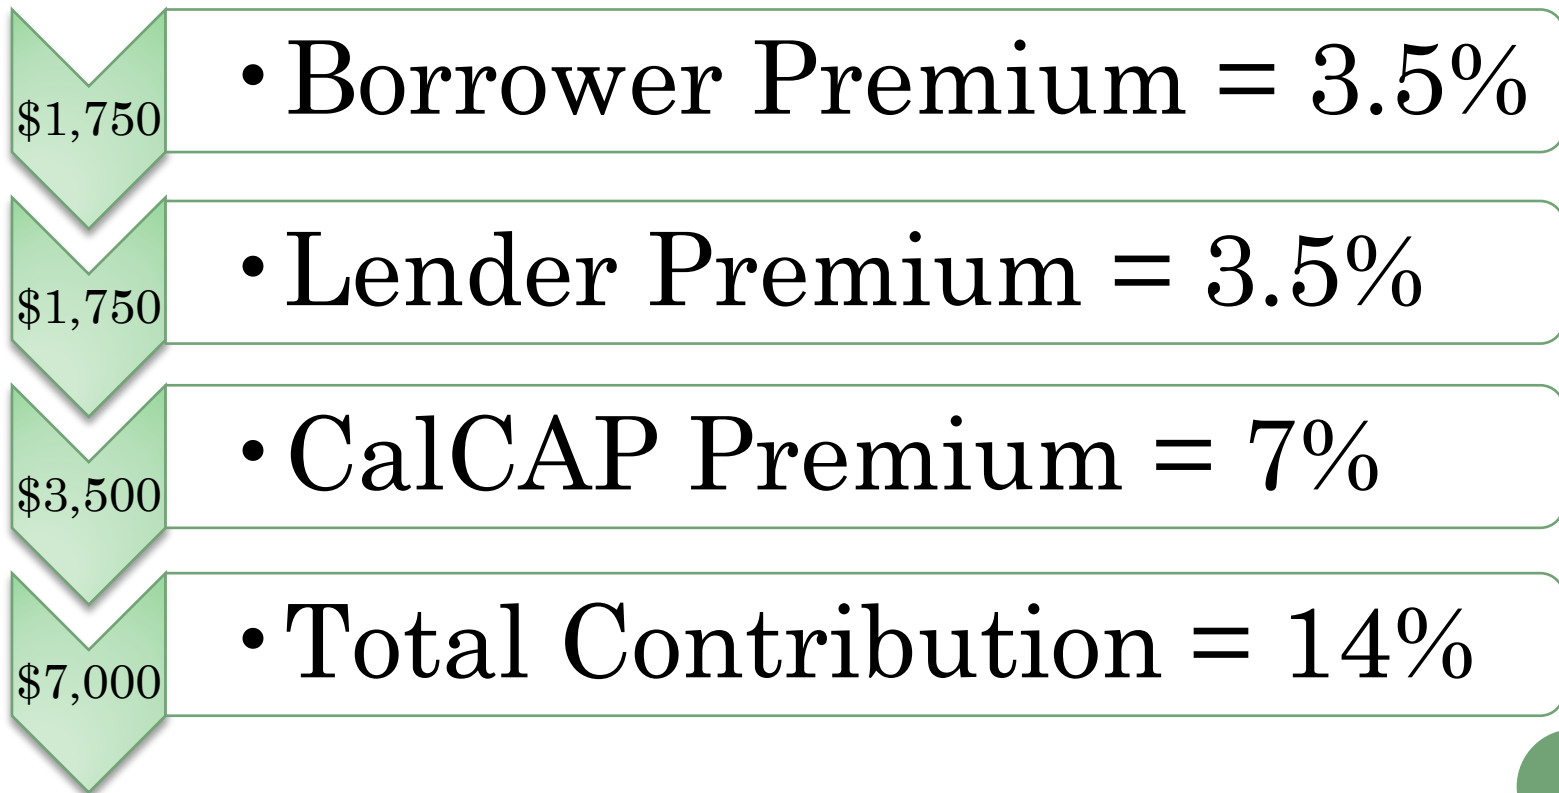 $1,750
• Borrower Premium = 3.5%
$1,750
• Lender Premium = 3.5%
$3,500
• CalCAP Premium = 7%
$7,000
• Total Contribution = 14%